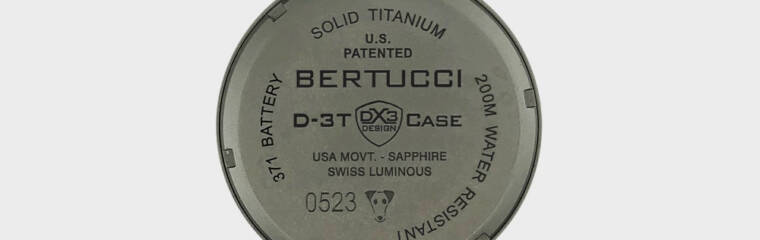 SOLID TITANIUM
U.S.
PATENTED
BERTUCCI
D-3T DX3 DESIGN CASE
USA MOVT. - SAPPHIRE
SWISS LUMINOUS
0523
371 BATTERY
200M WATER RESISTANT